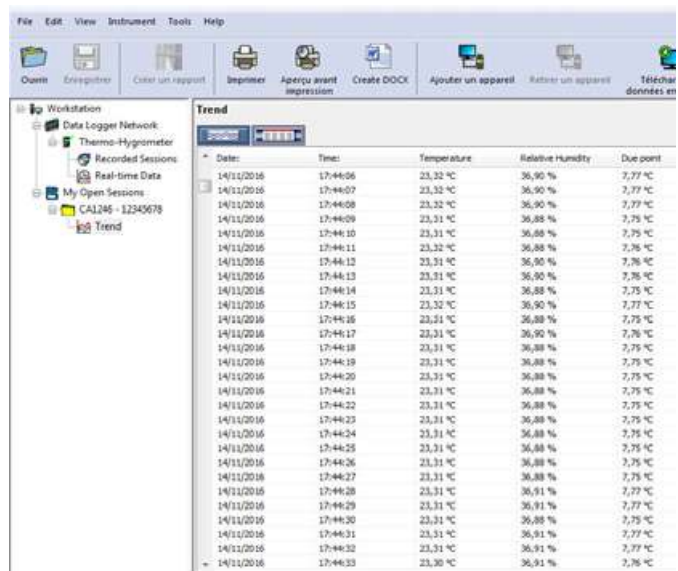 File Edit View Instrument Tools Help
Ouvrir Enregistrer Créer un rapport Imprimer Aperçu avant impression Create DOCX Ajouter un appareil Retirer un appareil Téléchar données en
Workstation
Data Logger Network
Thermo-Hygrometer
Recorded Sessions
Real-time Data
My Open Sessions
CA1246 - 12345678
Trend
Trend
Date: Time: Temperature Relative Humidity Due point
14/11/2016 17:44:06 23,32 °C 36,90 % 7,77 °C
14/11/2016 17:44:07 23,32 °C 36,90 % 7,77 °C
14/11/2016 17:44:08 23,32 °C 36,90 % 7,77 °C
14/11/2016 17:44:09 23,31 °C 36,88 % 7,75 °C
14/11/2016 17:44:10 23,31 °C 36,88 % 7,75 °C
14/11/2016 17:44:11 23,32 °C 36,88 % 7,76 °C
14/11/2016 17:44:12 23,31 °C 36,90 % 7,76 °C
14/11/2016 17:44:13 23,31 °C 36,90 % 7,76 °C
14/11/2016 17:44:14 23,31 °C 36,88 % 7,75 °C
14/11/2016 17:44:15 23,32 °C 36,90 % 7,77 °C
14/11/2016 17:44:16 23,31 °C 36,88 % 7,75 °C
14/11/2016 17:44:17 23,31 °C 36,90 % 7,76 °C
14/11/2016 17:44:18 23,31 °C 36,88 % 7,75 °C
14/11/2016 17:44:19 23,31 °C 36,88 % 7,75 °C
14/11/2016 17:44:20 23,31 °C 36,88 % 7,75 °C
14/11/2016 17:44:21 23,31 °C 36,88 % 7,75 °C
14/11/2016 17:44:22 23,31 °C 36,88 % 7,75 °C
14/11/2016 17:44:23 23,31 °C 36,88 % 7,75 °C
14/11/2016 17:44:24 23,31 °C 36,88 % 7,75 °C
14/11/2016 17:44:25 23,31 °C 36,88 % 7,75 °C
14/11/2016 17:44:26 23,31 °C 36,88 % 7,75 °C
14/11/2016 17:44:27 23,31 °C 36,88 % 7,75 °C
14/11/2016 17:44:28 23,31 °C 36,91 % 7,77 °C
14/11/2016 17:44:29 23,31 °C 36,91 % 7,77 °C
14/11/2016 17:44:30 23,31 °C 36,88 % 7,75 °C
14/11/2016 17:44:31 23,31 °C 36,91 % 7,77 °C
14/11/2016 17:44:32 23,31 °C 36,91 % 7,77 °C
14/11/2016 17:44:33 23,30 °C 36,91 % 7,76 °C